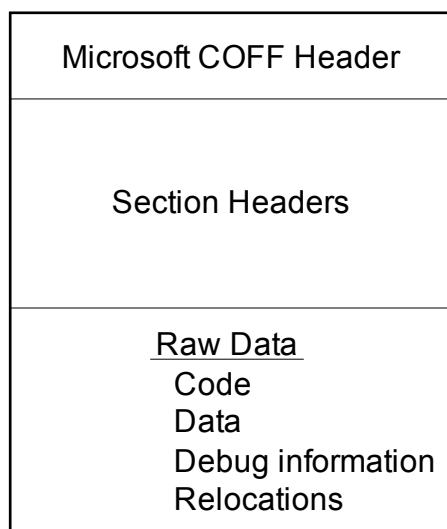 Microsoft COFF Header
Section Headers
Raw Data
Code
Data
Debug information
Relocations